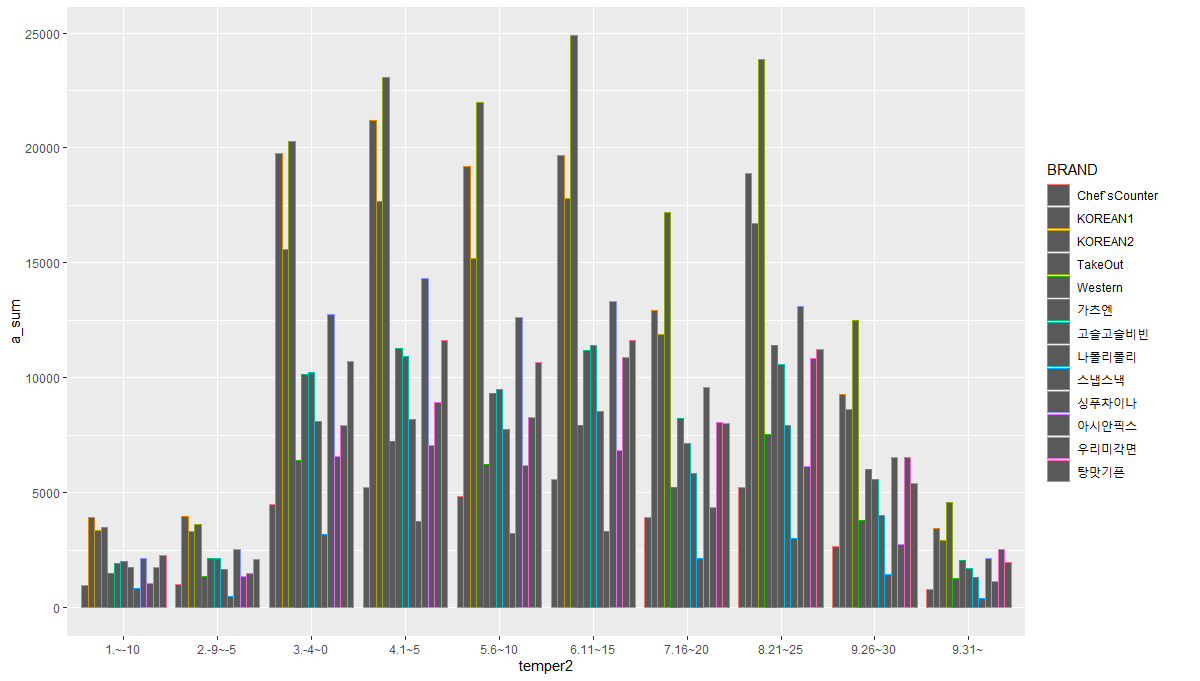 25000
20000
15000
10000
5000
0
a_sum
1.~-10
2.-9~-5
3.-4~0
4.1~5
5.6~10
6.11~15
7.16~20
8.21~25
9.26~30
9.31~
temper2
BRAND
Chef`sCounter
KOREAN1
KOREAN2
TakeOut
Western
가츠엔
고슬고슬비빈
나폴리폴리
스냅스낵
싱푸차이나
아시안픽스
우리미각면
탕맛기픈